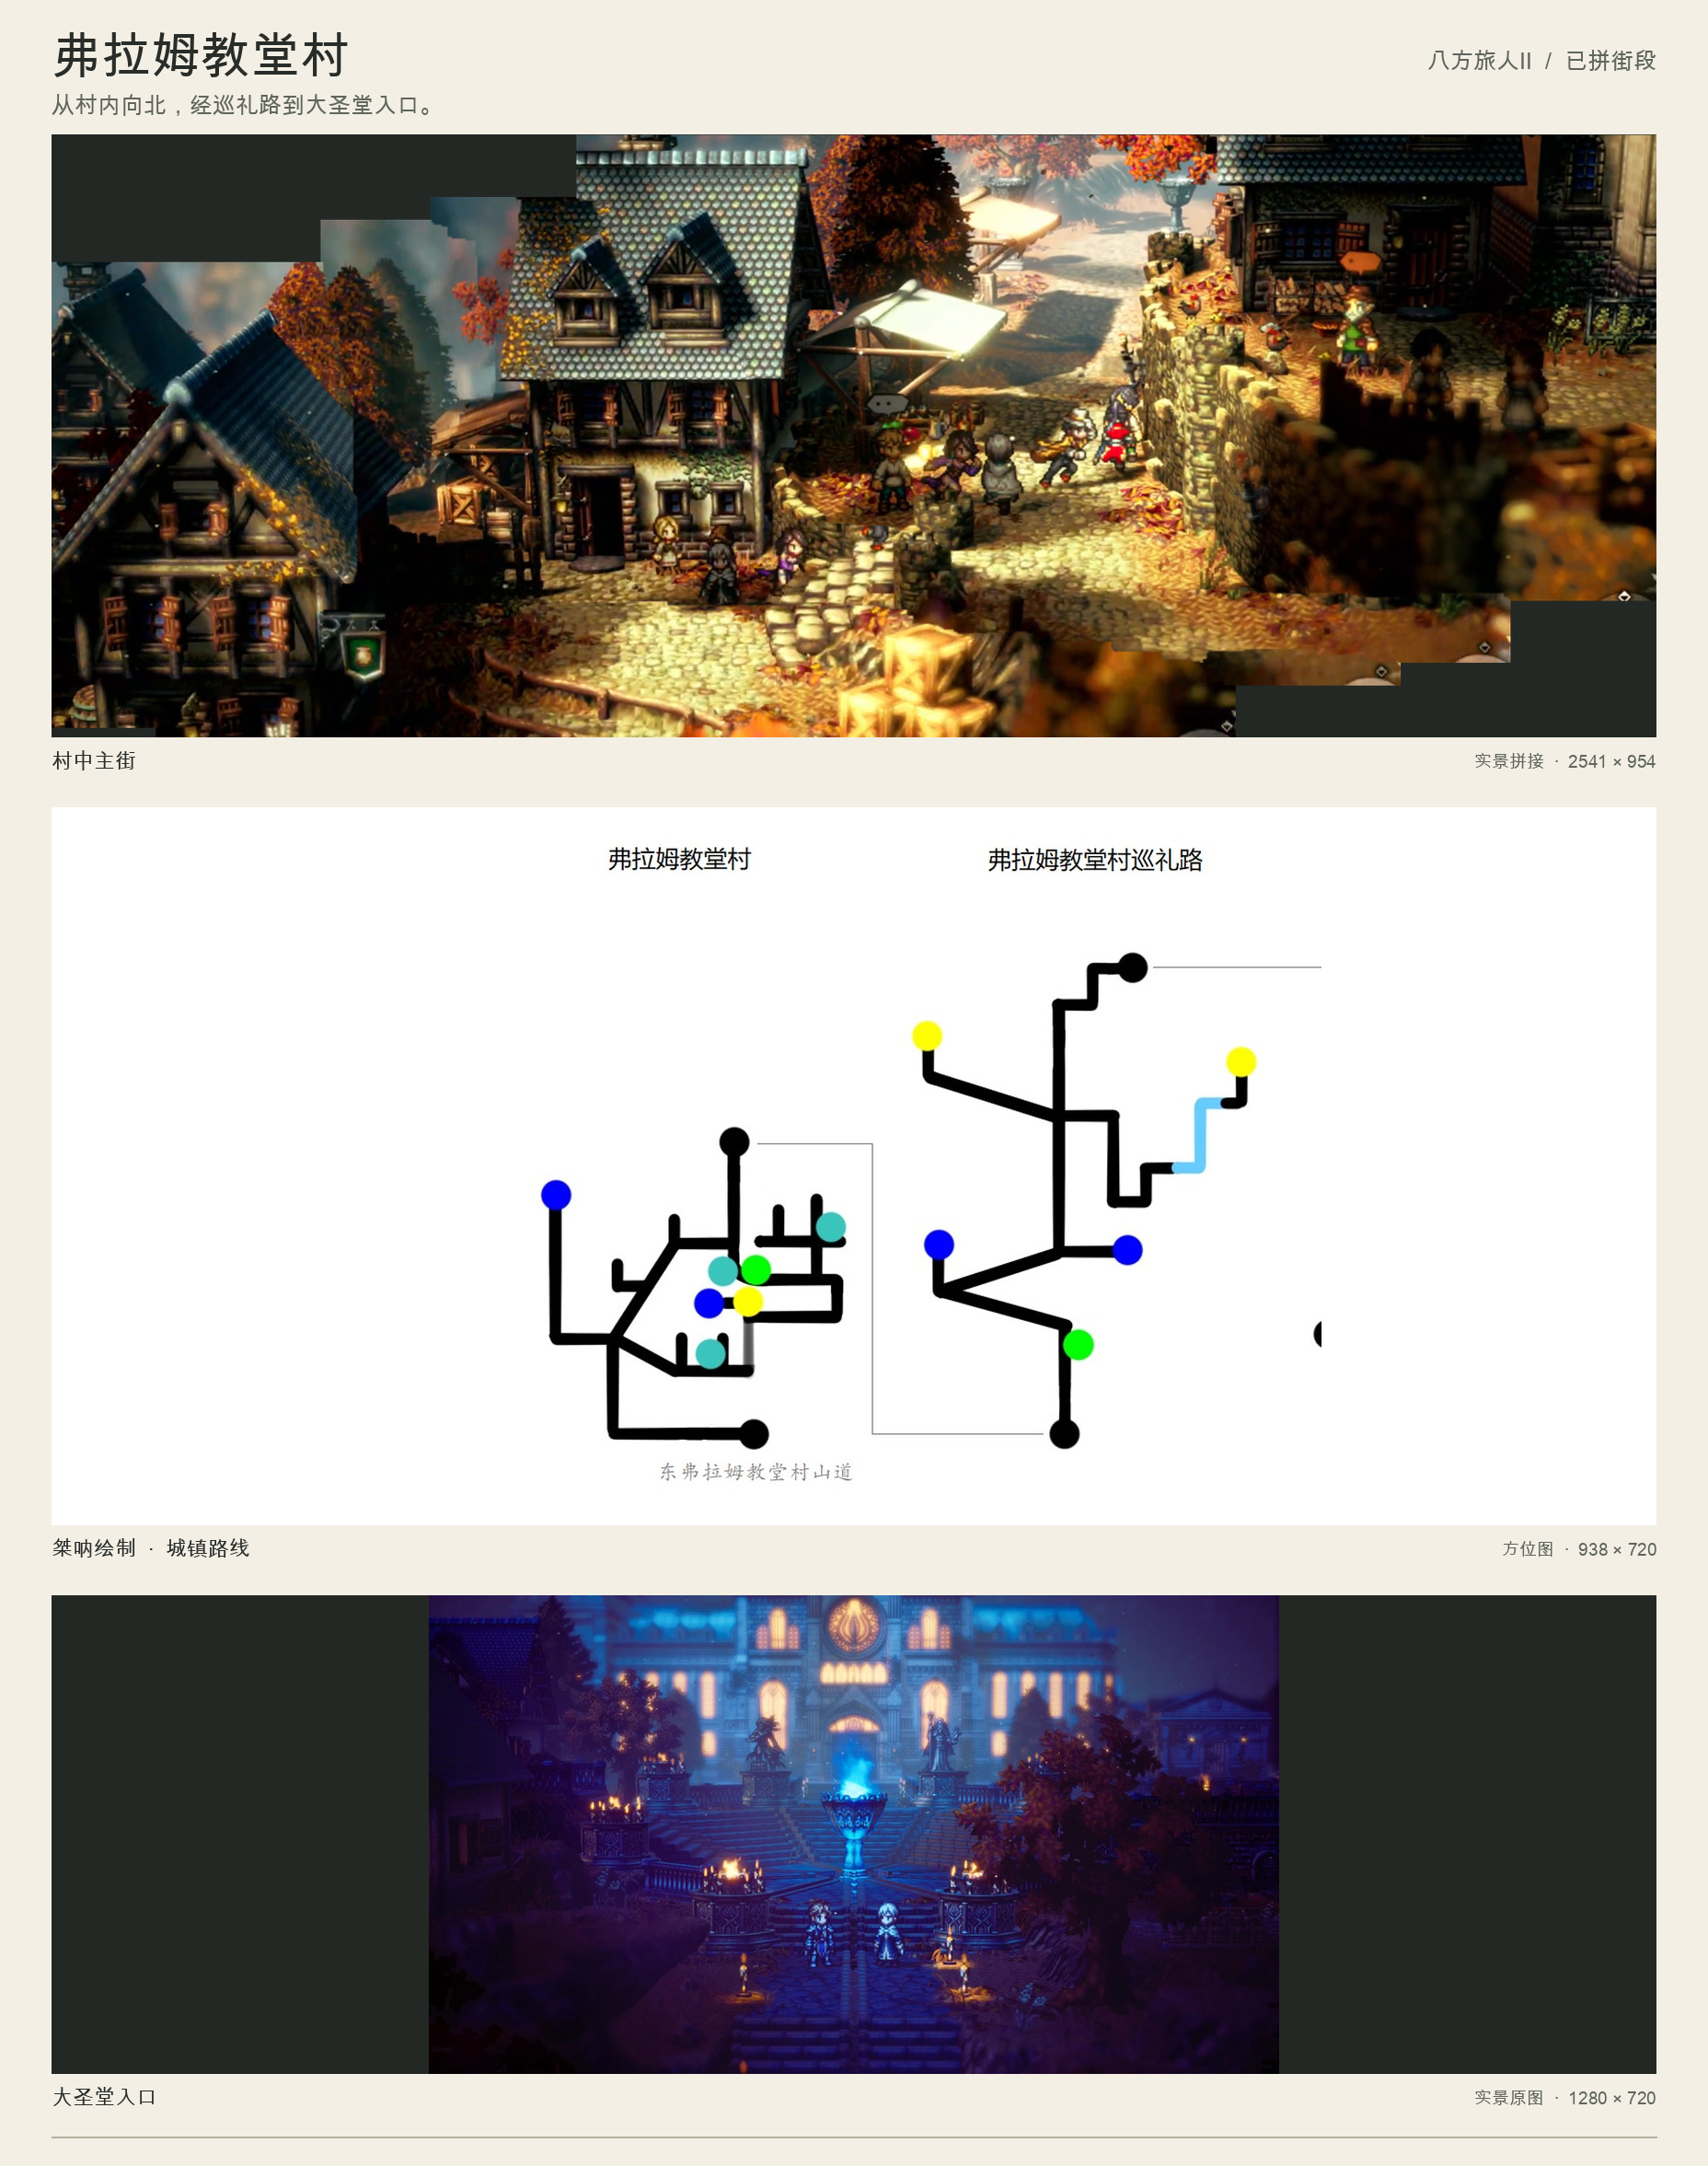 弗拉姆教堂村
八方旅人II / 已拼街段
从村内向北，经巡礼路到大圣堂入口。
村中主街
实景拼接 · 2541 × 954
弗拉姆教堂村
弗拉姆教堂村巡礼路
东弗拉姆教堂村山道
桀呐绘制 · 城镇路线
方位图 · 938 × 720
大圣堂入口
实景原图 · 1280 × 720